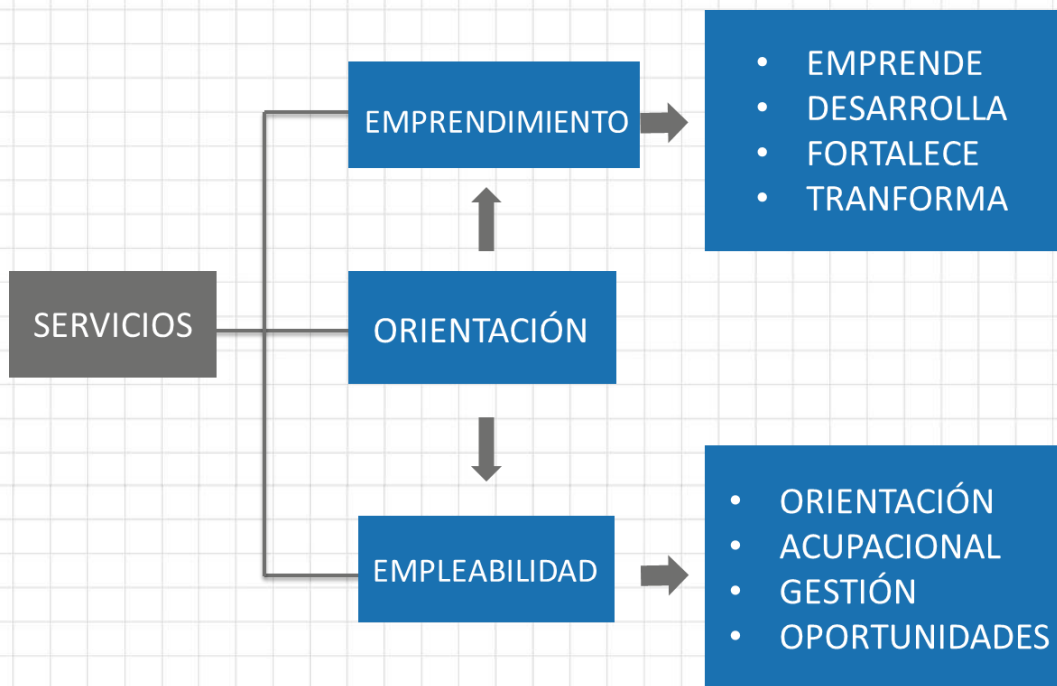 SERVICIOS
EMPRENDIMIENTO
• EMPRENDE
• DESARROLLA
• FORTALECE
• TRANFORMA
ORIENTACIÓN
EMPLEABILIDAD
• ORIENTACIÓN
• ACUPACIONAL
• GESTIÓN
• OPORTUNIDADES